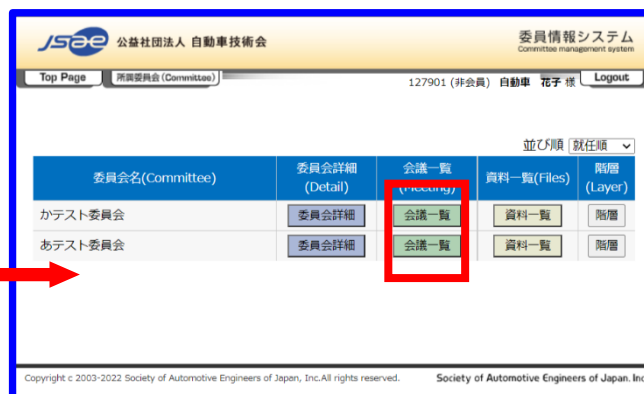 JSAE 公益社団法人 自動車技術会
委員情報システム
Committee management system
Top Page 所属委員会(Committee) 127901 (非会員) 自動車 花子 様 Logout
並び順 就任順
委員会名(Committee) 委員会詳細(Detail) 会議一覧(Meeting) 資料一覧(Files) 階層(Layer)
かテスト委員会 委員会詳細 会議一覧 資料一覧 階層
あテスト委員会 委員会詳細 会議一覧 資料一覧 階層
Copyright c 2003-2022 Society of Automotive Engineers of Japan, Inc.All rights reserved. Society of Automotive Engineers of Japan. Inc